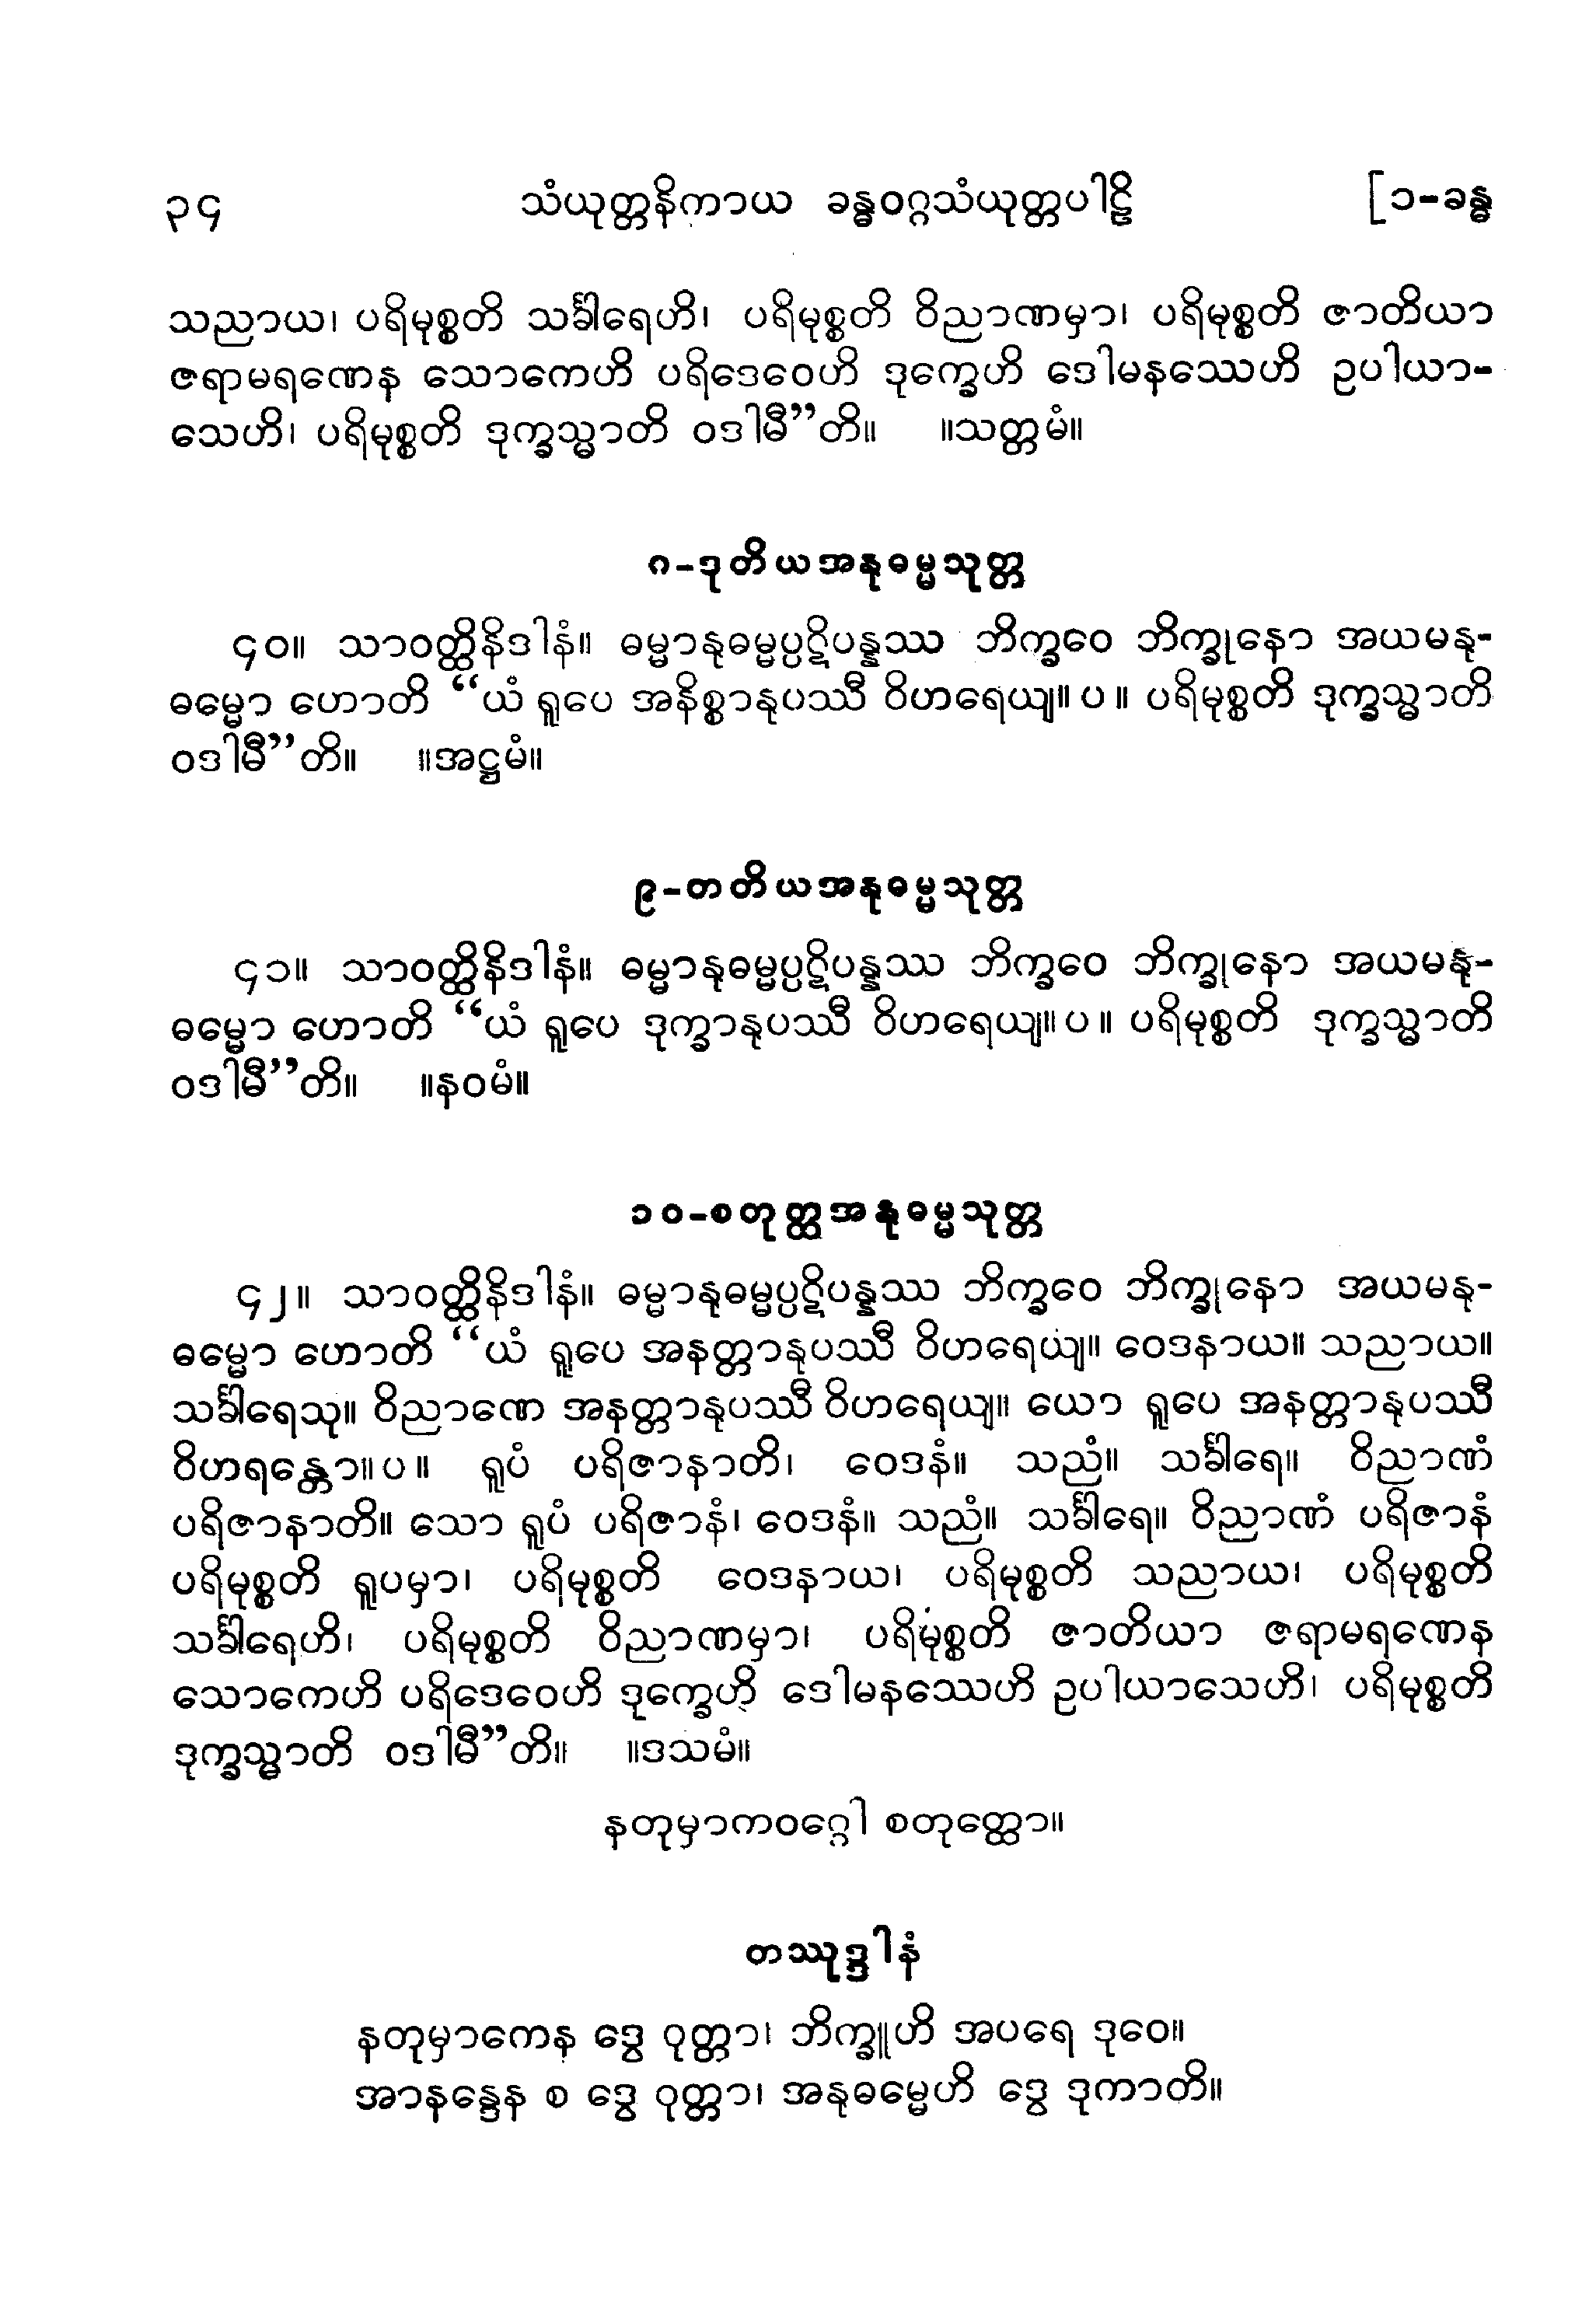 ၃၄ သံယုတ္တနိကာယ ခန္ဓဝဂ္ဂသံယုတ္တပါဠိ [၁-ခန္ဓ
သညာယ၊ ပရိမုစ္စတိ သင်္ခါရေဟိ၊ ပရိမုစ္စတိ ဝိညာဏမှာ၊ ပရိမုစ္စတိ ဇာတိယာ
ဇရာမရဏေန သောကေဟိ ပရိဒေဝေဟိ ဒုက္ခေဟိ ဒေါမနဿေဟိ ဥပါယာ-
သေဟိ၊ ပရိမုစ္စတိ ဒုက္ခသ္မာတိ ဝဒါမီ”တိ။ ။သတ္တမံ။
၈-ဒုတိယအနုဓမ္မသုတ္တ
၄၀။ သာဝတ္ထိနိဒါနံ။ ဓမ္မာနုဓမ္မပ္ပဋိပန္နဿ ဘိက္ခဝေ ဘိက္ခုနော အယမနု-
ဓမ္မော ဟောတိ “ယံ ရူပေ အနိစ္စာနုပဿီ ဝိဟရေယျ။ပ။ ပရိမုစ္စတိ ဒုက္ခသ္မာတိ
ဝဒါမီ”တိ။ ။အဋ္ဌမံ။
၉-တတိယအနုဓမ္မသုတ္တ
၄၁။ သာဝတ္ထိနိဒါနံ။ ဓမ္မာနုဓမ္မပ္ပဋိပန္နဿ ဘိက္ခဝေ ဘိက္ခုနော အယမနု-
ဓမ္မော ဟောတိ “ယံ ရူပေ ဒုက္ခာနုပဿီ ဝိဟရေယျ။ပ။ ပရိမုစ္စတိ ဒုက္ခသ္မာတိ
ဝဒါမီ”တိ။ ။နဝမံ။
၁၀-စတုတ္ထအနုဓမ္မသုတ္တ
၄၂။ သာဝတ္ထိနိဒါနံ။ ဓမ္မာနုဓမ္မပ္ပဋိပန္နဿ ဘိက္ခဝေ ဘိက္ခုနော အယမနု-
ဓမ္မော ဟောတိ “ယံ ရူပေ အနတ္တာနုပဿီ ဝိဟရေယျ။ ဝေဒနာယ။ သညာယ။
သင်္ခါရေသု။ ဝိညာဏေ အနတ္တာနုပဿီ ဝိဟရေယျ။ ယော ရူပေ အနတ္တာနုပဿီ
ဝိဟရန္တော။ပ။ ရူပံ ပရိဇာနာတိ၊ ဝေဒနံ။ သညံ။ သင်္ခါရေ။ ဝိညာဏံ
ပရိဇာနာတိ။ သော ရူပံ ပရိဇာနံ၊ ဝေဒနံ။ သညံ။ သင်္ခါရေ။ ဝိညာဏံ ပရိဇာနံ
ပရိမုစ္စတိ ရူပမှာ၊ ပရိမုစ္စတိ ဝေဒနာယ၊ ပရိမုစ္စတိ သညာယ၊ ပရိမုစ္စတိ
သင်္ခါရေဟိ၊ ပရိမုစ္စတိ ဝိညာဏမှာ၊ ပရိမုစ္စတိ ဇာတိယာ ဇရာမရဏေန
သောကေဟိ ပရိဒေဝေဟိ ဒုက္ခေဟိ ဒေါမနဿေဟိ ဥပါယာသေဟိ၊ ပရိမုစ္စတိ
ဒုက္ခသ္မာတိ ဝဒါမီ”တိ။ ။ဒသမံ။
နတုမှာကဝဂ္ဂေါ စတုတ္ထော။
တဿုဒ္ဒါနံ
နတုမှာကေန ဒွေ ဝုတ္တာ၊ ဘိက္ခူဟိ အပရေ ဒုဝေ။
အာနန္ဒေန စ ဒွေ ဝုတ္တာ၊ အနုဓမ္မေဟိ ဒွေ ဒုကာတိ။